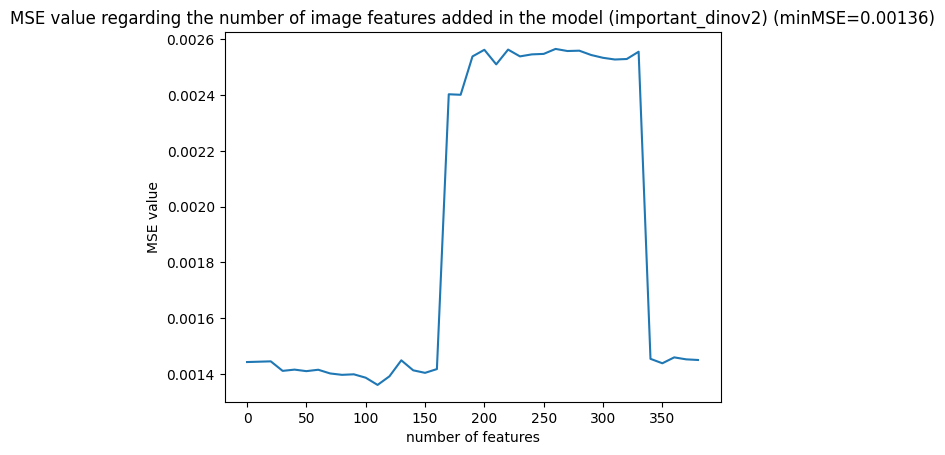 MSE value regarding the number of image features added in the model (important_dinov2) (minMSE=0.00136)
0.0026
0.0024
0.0022
0.0020
0.0018
0.0016
0.0014
MSE value
0 50 100 150 200 250 300 350
number of features